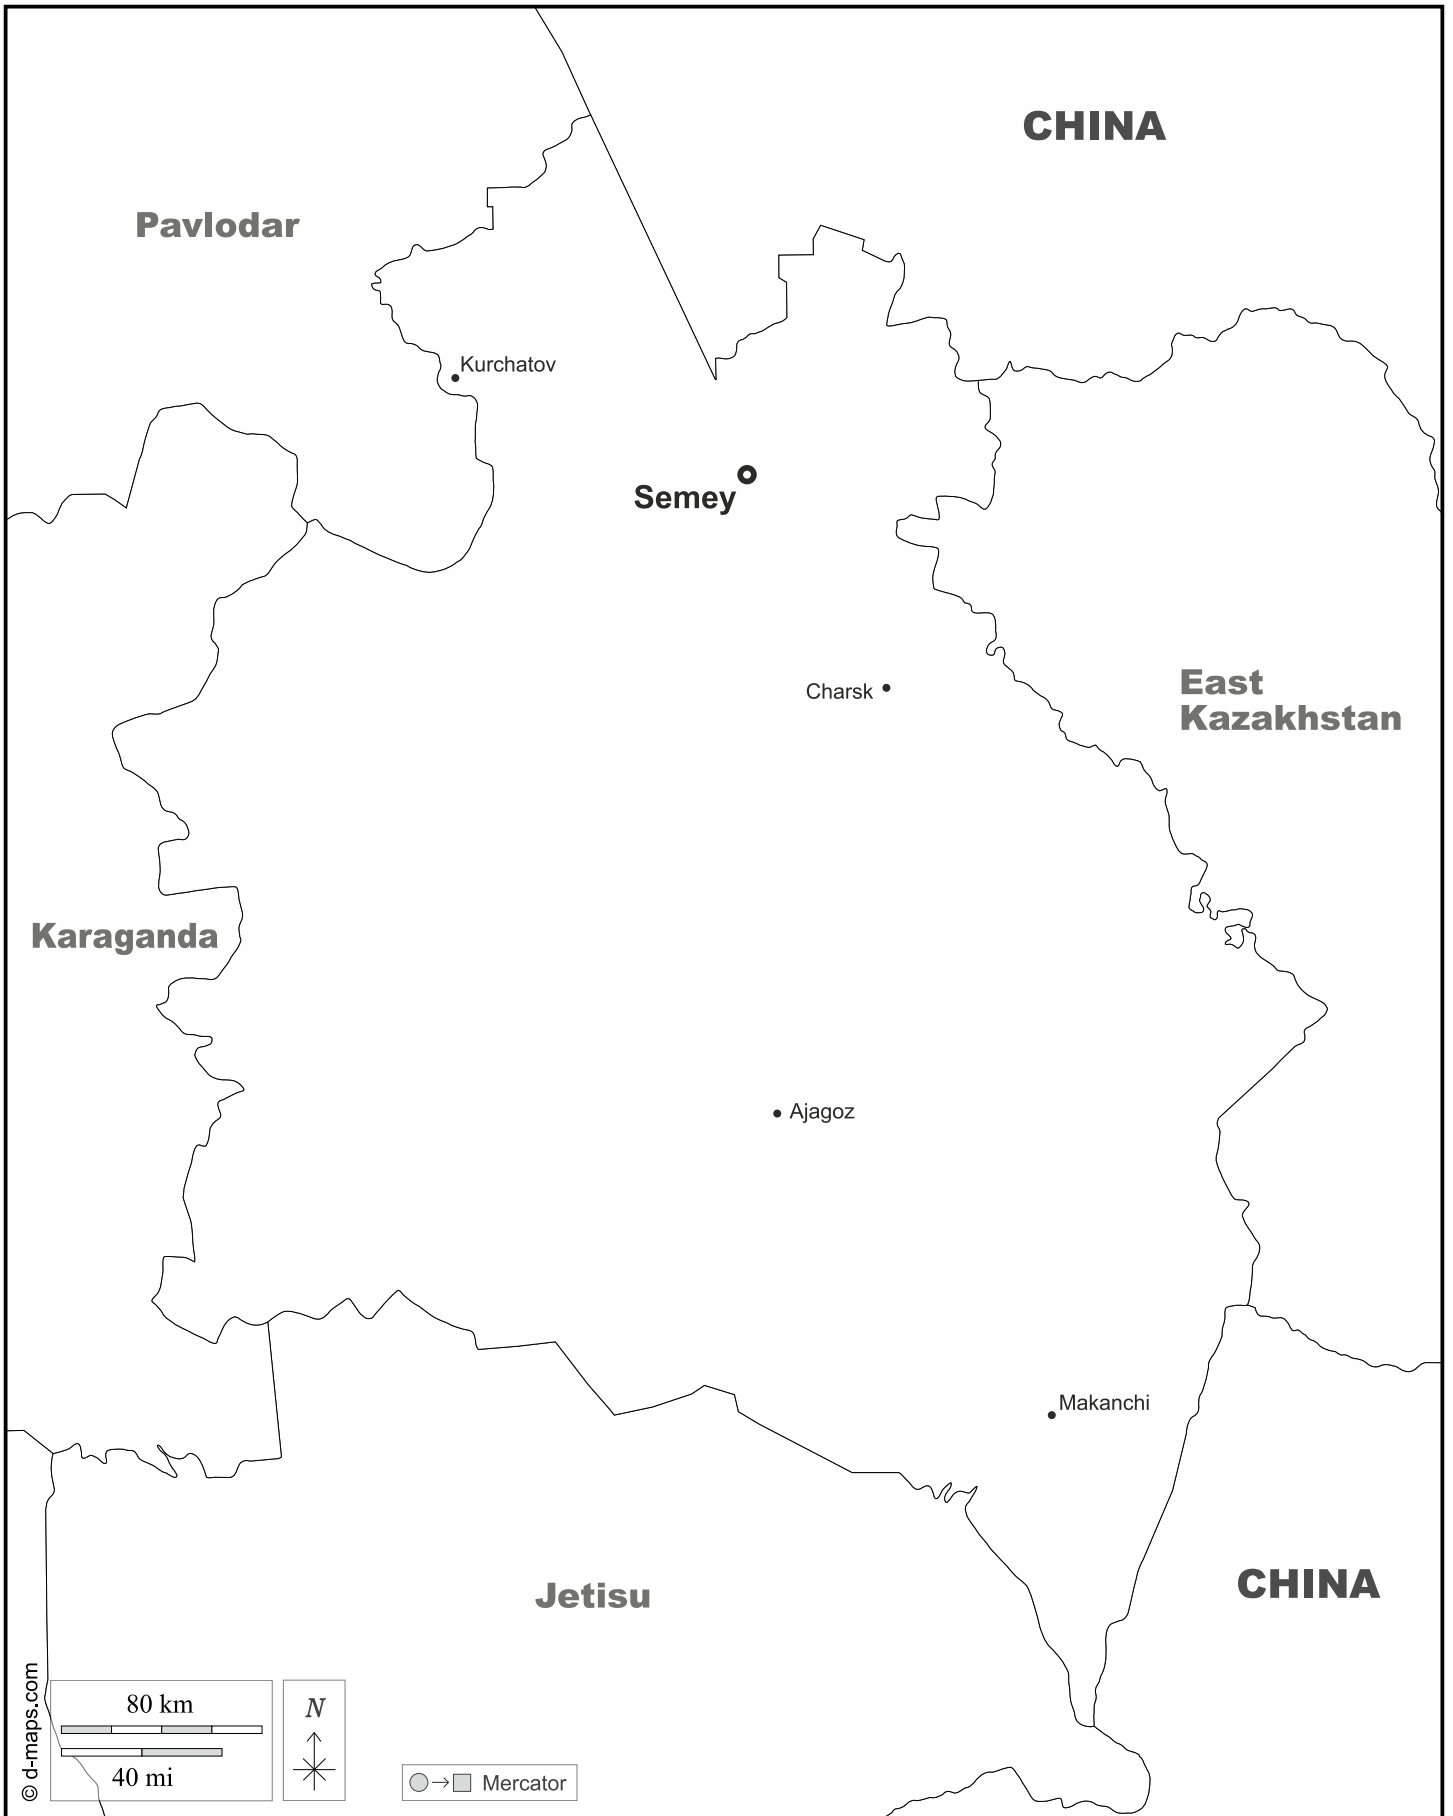 CHINA
Pavlodar
Kurchatov
Semey
East
Kazakhstan
Charsk
Karaganda
Ajagoz
Makanchi
CHINA
Jetisu
© d-maps.com
80 km
40 mi
N
Mercator